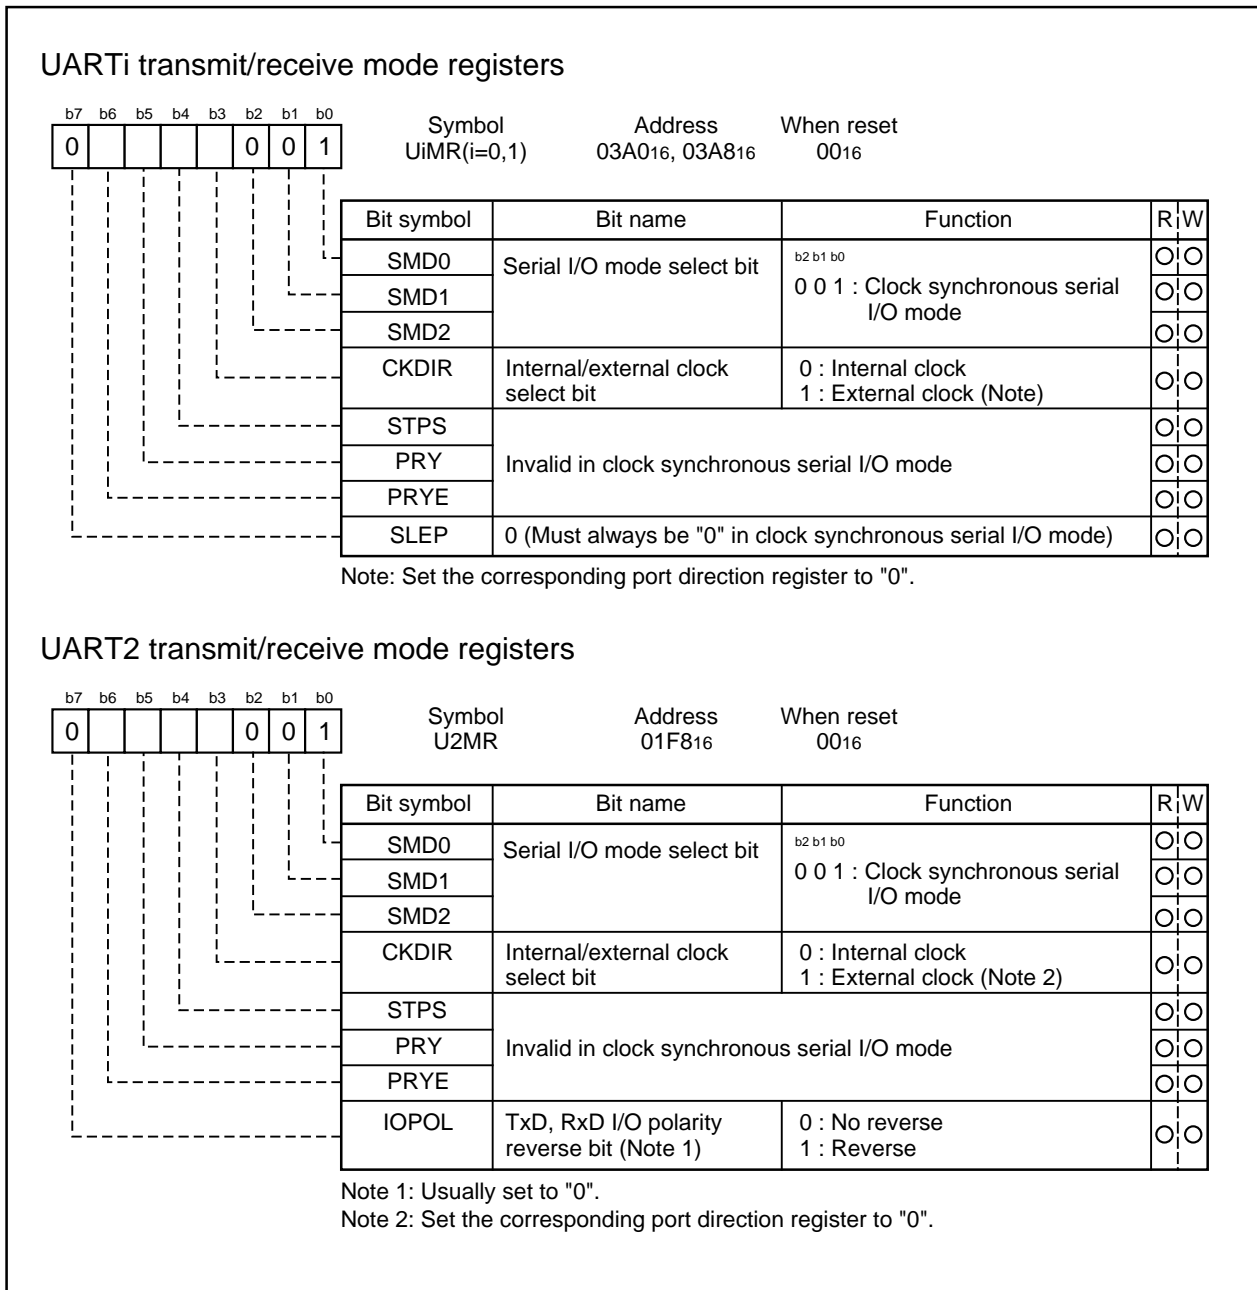 UARTi transmit/receive mode registers
b7 b6 b5 b4 b3 b2 b1 b0
0 0 0 1
Symbol Address When reset
UiMR(i=0,1) 03A016, 03A816 0016
Bit symbol Bit name Function R W
SMD0 Serial I/O mode select bit b2 b1 b0
SMD1 0 0 1 : Clock synchronous serial
I/O mode
SMD2
CKDIR Internal/external clock 0 : Internal clock
select bit 1 : External clock (Note)
STPS
PRY Invalid in clock synchronous serial I/O mode
PRYE
SLEP 0 (Must always be "0" in clock synchronous serial I/O mode)
Note: Set the corresponding port direction register to "0".
UART2 transmit/receive mode registers
b7 b6 b5 b4 b3 b2 b1 b0
0 0 0 1
Symbol Address When reset
U2MR 01F816 0016
Bit symbol Bit name Function R W
SMD0 Serial I/O mode select bit b2 b1 b0
SMD1 0 0 1 : Clock synchronous serial
I/O mode
SMD2
CKDIR Internal/external clock 0 : Internal clock
select bit 1 : External clock (Note 2)
STPS
PRY Invalid in clock synchronous serial I/O mode
PRYE
IOPOL TxD, RxD I/O polarity 0 : No reverse
reverse bit (Note 1) 1 : Reverse
Note 1: Usually set to "0".
Note 2: Set the corresponding port direction register to "0".